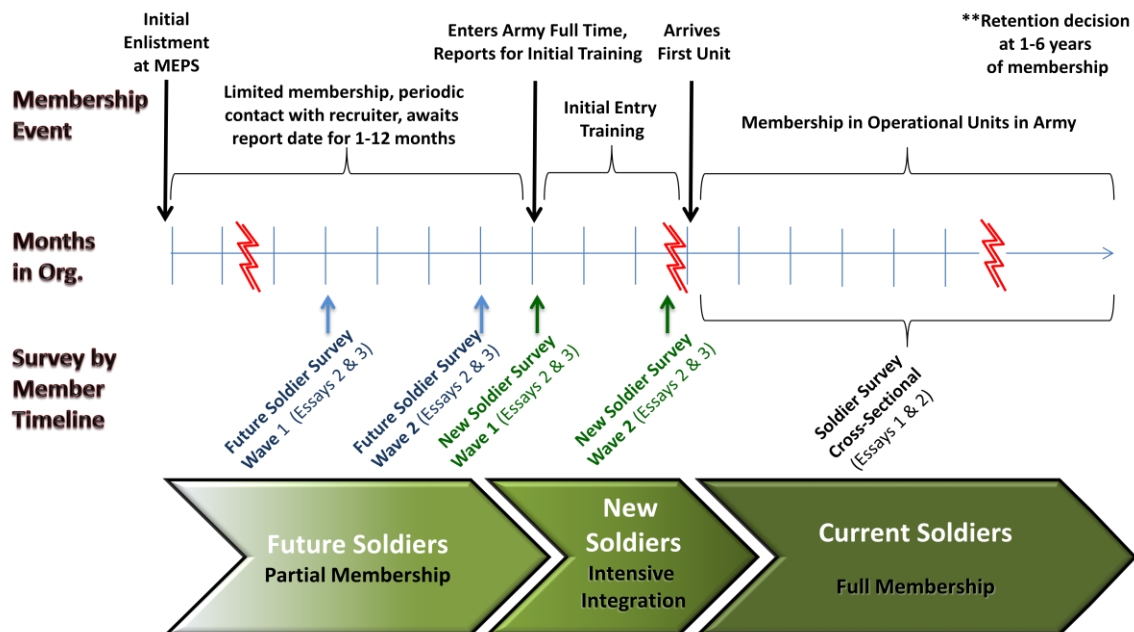 Initial
Enlistment
at MEPS
Enters Army Full Time,
Reports for Initial Training
Arrives
First Unit
**Retention decision
at 1-6 years
of membership
Membership
Event
Limited membership, periodic
contact with recruiter, awaits
report date for 1-12 months
Initial Entry
Training
Membership in Operational Units in Army
Months
in Org.
Survey by
Member
Timeline
Future Soldier Survey
Wave 1 (Essays 2 & 3)
Future Soldier Survey
Wave 2 (Essays 2 & 3)
New Soldier Survey
Wave 1 (Essays 2 & 3)
New Soldier Survey
Wave 2 (Essays 2 & 3)
Soldier Survey
Cross-Sectional
(Essays 1 & 2)
Future Soldiers
Partial Membership
New
Soldiers
Intensive
Integration
Current Soldiers
Full Membership